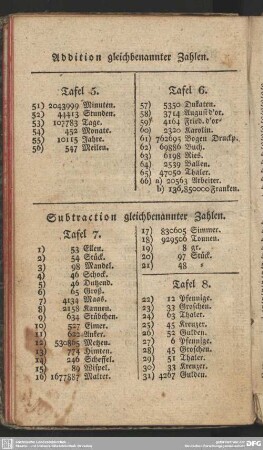 Addition gleichbenannter Zahlen.
Tafel 5.
51) 2043999 Minuten.
52) 44413 Stunden.
53) 107783 Tage.
54) 452 Monate.
55) 10115 Jahre.
56) 547 Meilen.
Tafel 6.
57) 5350 Dukaten.
58) 3714 August d'or.
59) 4164 Fried. d'or
60) 2320 Karolin.
61) 762695 Bogen Druckp.
62) 69886 Buch.
63) 6198 Ries.
64) 2539 Ballen.
65) 47050 Thaler.
66) a) 20563 Arbeiter.
b) 136,850000 Franken.
Subtraction gleichbenannter Zahlen.
Tafel 7.
1) 53 Ellen.
2) 54 Stück.
3) 98 Mandel.
4) 46 Schock.
5) 46 Dutzend.
6) 65 Groß.
7) 4134 Maas.
8) 2158 Kannen.
9) 634 Stübchen.
10) 527 Eimer.
11) 622 Anker.
12) 530865 Metzen.
13) 774 Himten.
14) 246 Scheffel.
15) 89 Wispel.
16) 1677887 Malter.
17) 830605 Simmer.
18) 929566 Tonnen.
19) 8 gr.
20) 97 Stück.
21) 48 "
Tafel 8.
22) 12 Pfennige.
23) 33 Groschen.
24) 63 Thaler.
25) 45 Kreuzer.
26) 52 Gulden.
27) 6 Pfennige.
28) 45 Groschen.
29) 51 Thaler.
30) 33 Kreuzer.
31) 4267 Gulden.